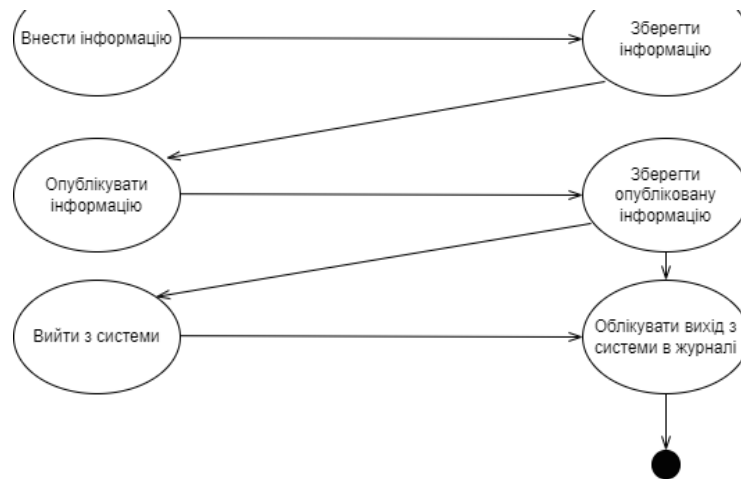 Внести інформацію
Зберегти
інформацію
Опублікувати
інформацію
Зберегти
опубліковану
інформацію
Вийти з системи
Облікувати вихід з
системи в журналі